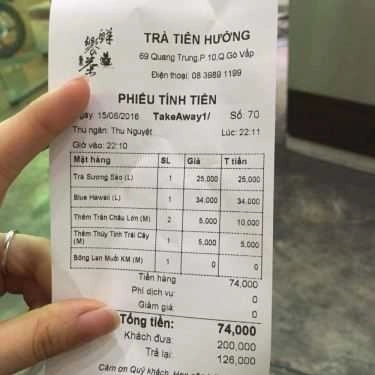 鮮饗茶
TRÀ TIÊN HƯỞNG
69 Quang Trung,P.10,Q.Gò Vấp
Điện thoại: 08 3989 1199
PHIẾU TÍNH TIỀN
Ngày: 15/06/2016 TakeAway1/ Số: 70
Thu ngân: Thu Nguyệt Lúc: 22:11
Giờ vào: 22:10
Mặt hàng SL Giá T tiền
Trà Sương Sáo (L) 1 25,000 25,000
Blue Hawaii (L) 1 34,000 34,000
Thêm Trân Châu Lớn (M) 2 5,000 10,000
Thêm Thủy Tinh Trái Cây
(M) 1 5,000 5,000
Bông Lan Muối KM (M) 1 0 0
Tiền hàng 74,000
Phí dịch vụ: 0
Giảm giá: 0
Tổng tiền: 74,000
Khách đưa: 200,000
Trả lại: 126,000
Cảm ơn Quý khách. Hẹn